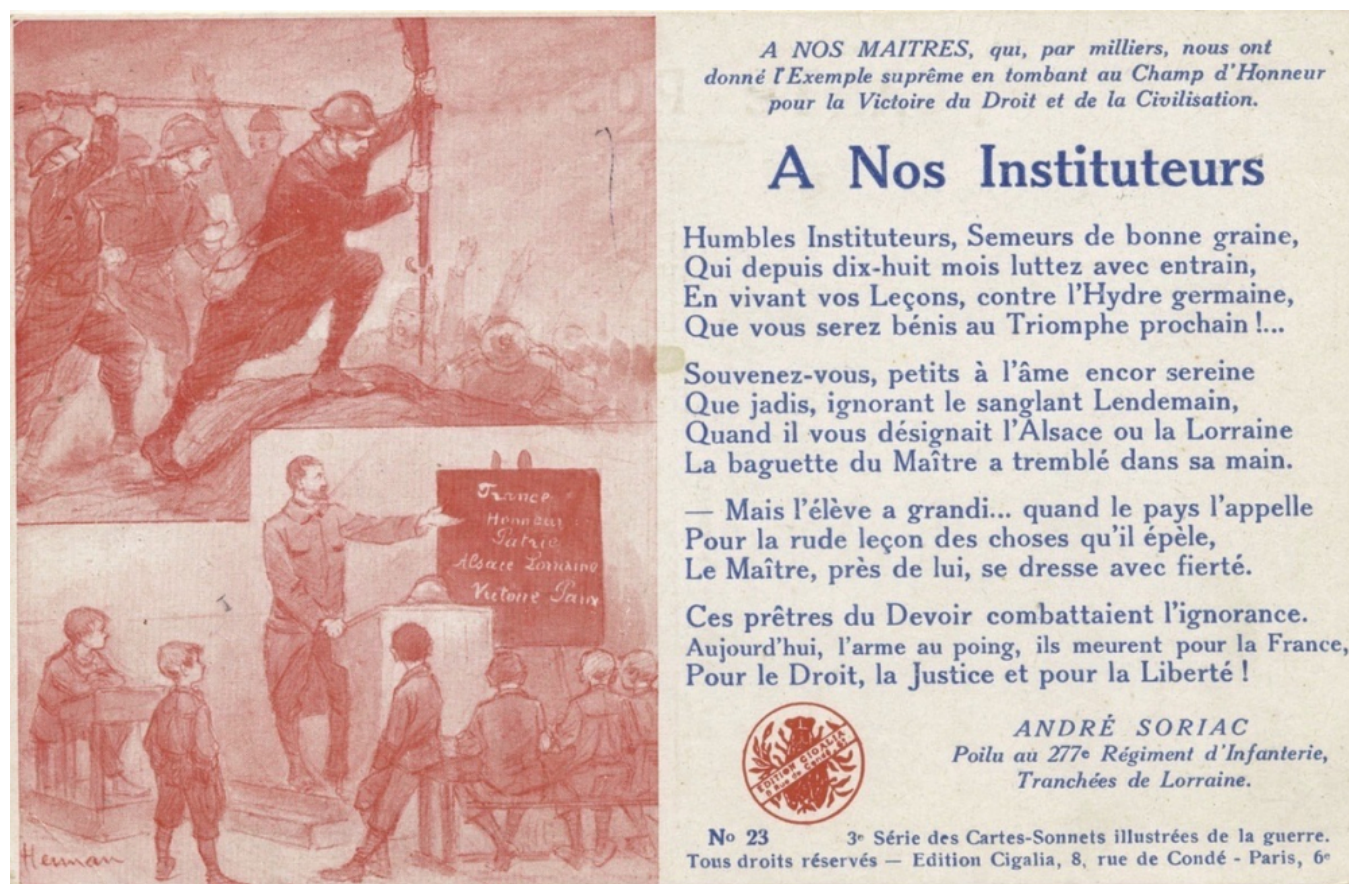 A NOS MAITRES, qui, par milliers, nous ont
donné l'Exemple suprême en tombant au Champ d'Honneur
pour la Victoire du Droit et de la Civilisation.
A Nos Instituteurs
Humbles Instituteurs, Semeurs de bonne graine,
Qui depuis dix-huit mois luttez avec entrain,
En vivant vos Leçons, contre l'Hydre germaine,
Que vous serez bénis au Triomphe prochain !...
Souvenez-vous, petits à l'âme encor sereine
Que jadis, ignorant le sanglant Lendemain,
Quand il vous désignait l'Alsace ou la Lorraine
La baguette du Maître a tremblé dans sa main.
— Mais l'élève a grandi... quand le pays l'appelle
Pour la rude leçon des choses qu'il épèle,
Le Maître, près de lui, se dresse avec fierté.
Ces prêtres du Devoir combattaient l'ignorance.
Aujourd'hui, l'arme au poing, ils meurent pour la France,
Pour le Droit, la Justice et pour la Liberté !
ANDRÉ SORIAC
Poilu au 277e Régiment d'Infanterie,
Tranchées de Lorraine.
EDITION CIGALIA
8 Rue de Condé
No 23 3e Série des Cartes-Sonnets illustrées de la guerre.
Tous droits réservés — Edition Cigalia, 8, rue de Condé - Paris, 6e
France
Honneur
Patrie
Alsace Lorraine
Victoire Paix
Herman